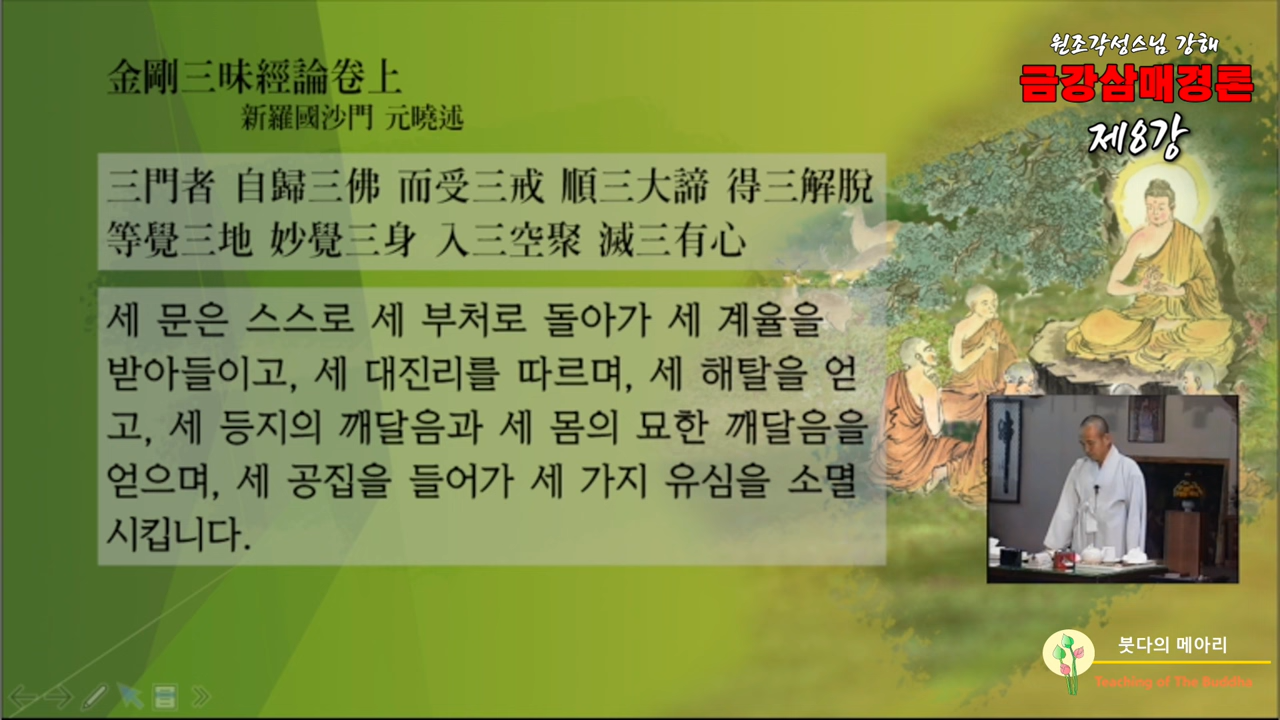 金剛三昧經論卷上
新羅國沙門 元曉述
三門者 自歸三佛 而受三戒 順三大諦 得三解脫
等覺三地 妙覺三身 入三空聚 滅三有心
세 문은 스스로 세 부처로 돌아가 세 계율을
받아들이고, 세 대진리를 따르며, 세 해탈을 얻
고, 세 등지의 깨달음과 세 몸의 묘한 깨달음을
얻으며, 세 공집을 들어가 세 가지 유심을 소멸
시킵니다.
원조각성스님 강해
금강삼매경론
제8강
붓다의 메아리
Teaching of The Buddha